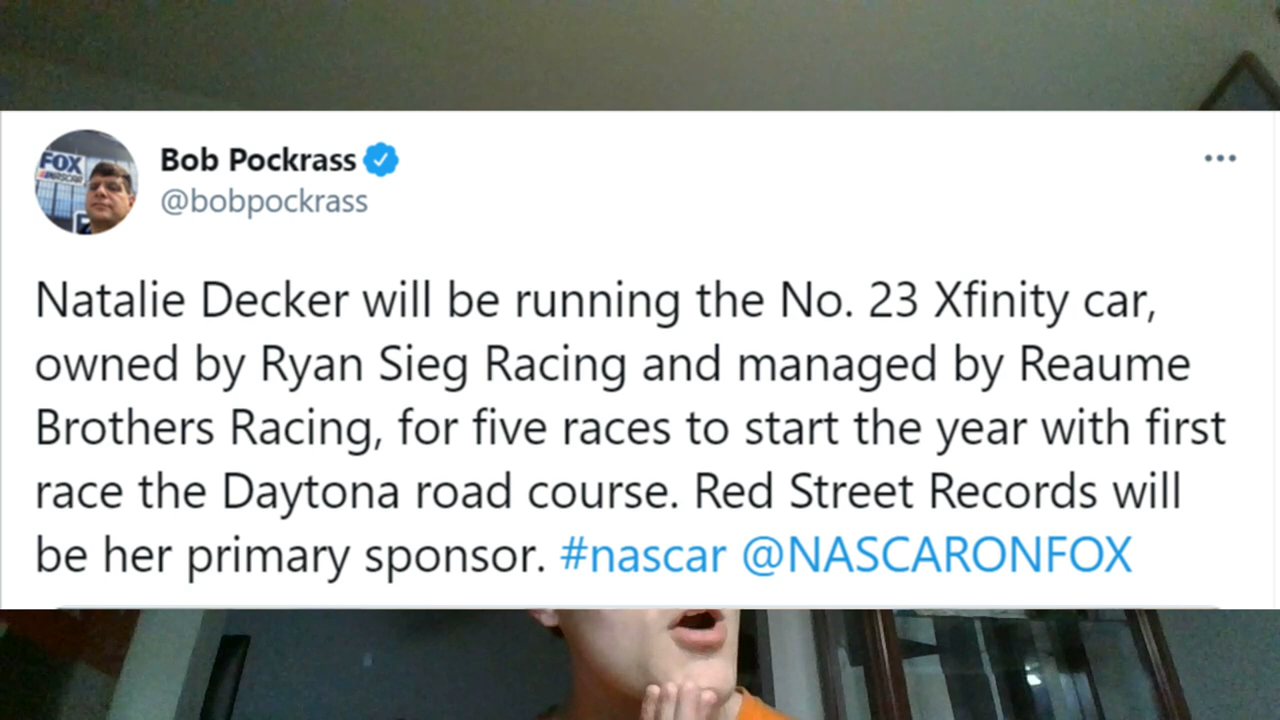 FOX
NASCAR
Bob Pockrass
@bobpockrass
Natalie Decker will be running the No. 23 Xfinity car,
owned by Ryan Sieg Racing and managed by Reaume
Brothers Racing, for five races to start the year with first
race the Daytona road course. Red Street Records will
be her primary sponsor. #nascar @NASCARONFOX